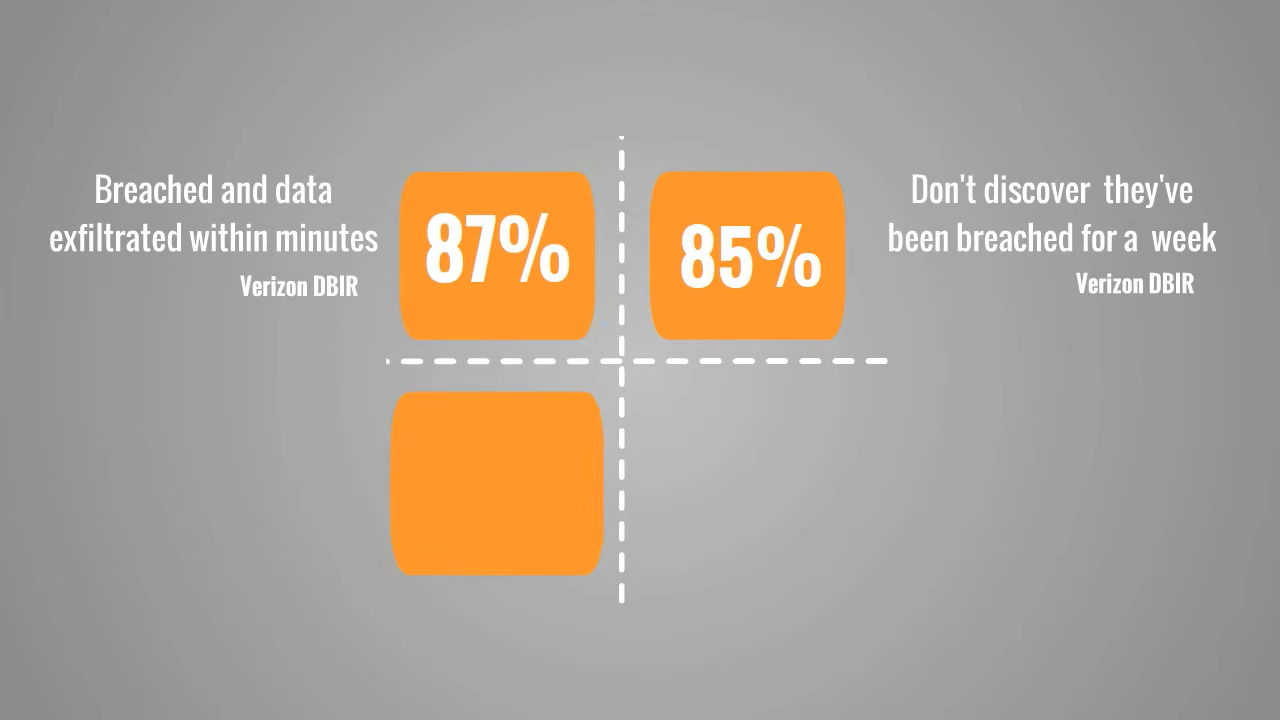 Breached and data
exfiltrated within minutes
Verizon DBIR
87%
85%
Don't discover they've
been breached for a week
Verizon DBIR